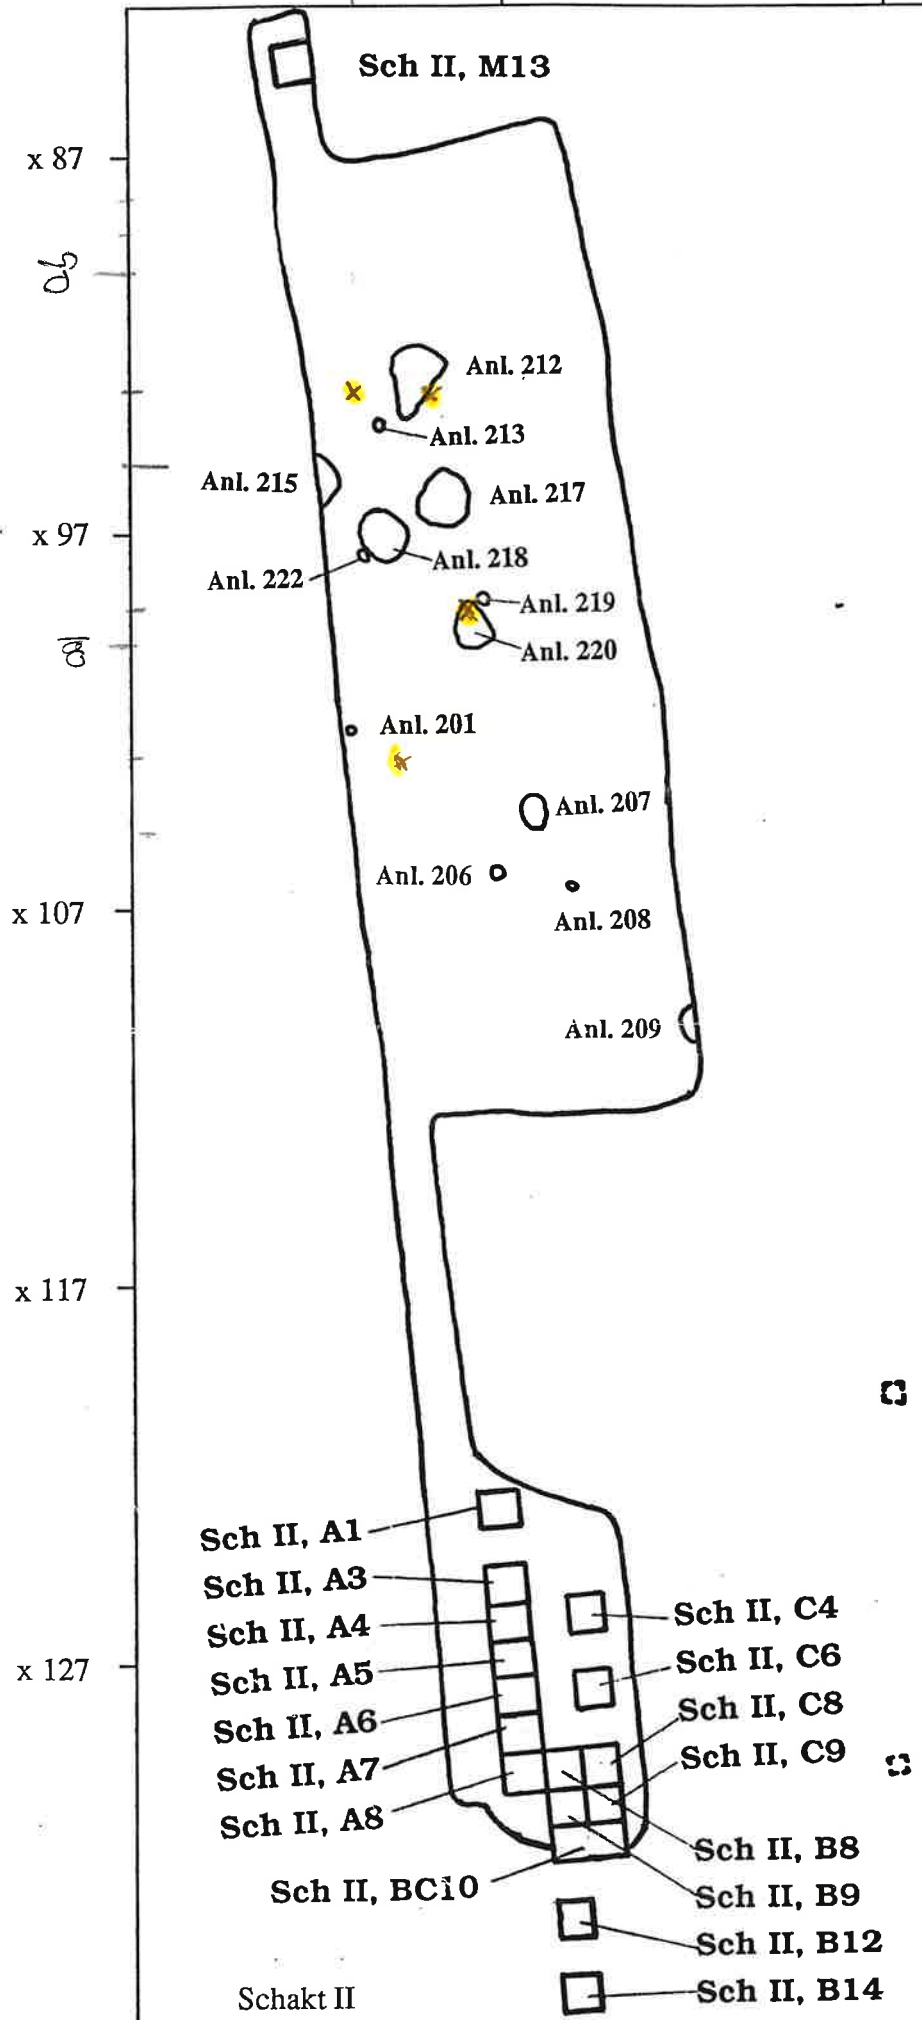 Sch II, M13
x 87
90
Anl. 212
Anl. 213
Anl. 215
Anl. 217
x 97
Anl. 218
Anl. 222
Anl. 219
Anl. 220
Anl. 201
Anl. 207
Anl. 206
x 107
Anl. 208
Anl. 209
x 117
Sch II, A1
Sch II, A3
Sch II, C4
Sch II, A4
Sch II, C6
x 127
Sch II, A5
Sch II, C8
Sch II, A6
Sch II, C9
Sch II, A7
Sch II, A8
Sch II, B8
Sch II, BC10
Sch II, B9
Sch II, B12
Sch II, B14
Schakt II